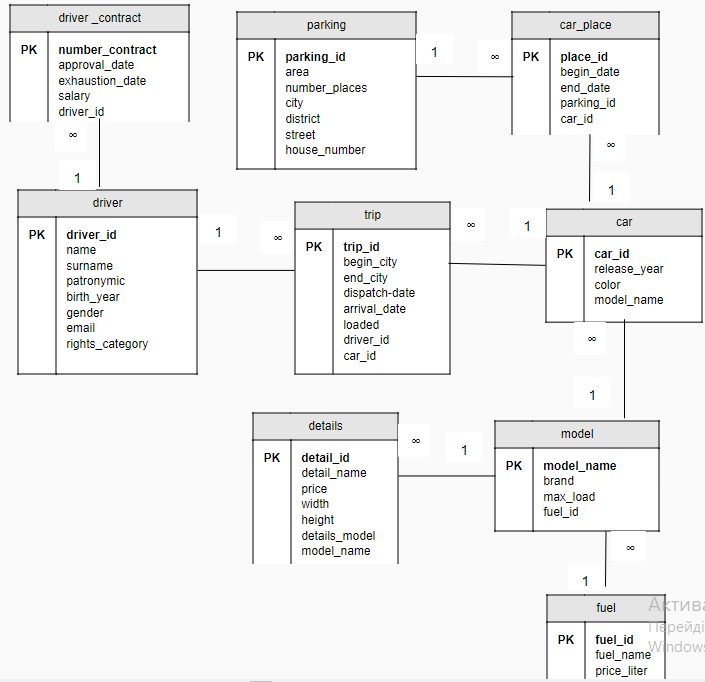 driver _contract
PK
number_contract
approval_date
exhaustion_date
salary
driver_id
parking
PK
parking_id
area
number_places
city
district
street
house_number
1
∞
car_place
PK
place_id
begin_date
end_date
parking_id
car_id
∞
1
∞
1
driver
PK
driver_id
name
surname
patronymic
birth_year
gender
email
rights_category
1
∞
trip
PK
trip_id
begin_city
end_city
dispatch-date
arrival_date
loaded
driver_id
car_id
∞
1
car
PK
car_id
release_year
color
model_name
∞
1
details
PK
detail_id
detail_name
price
width
height
details_model
model_name
∞
1
model
PK
model_name
brand
max_load
fuel_id
∞
1
fuel
PK
fuel_id
fuel_name
price_liter
Windows